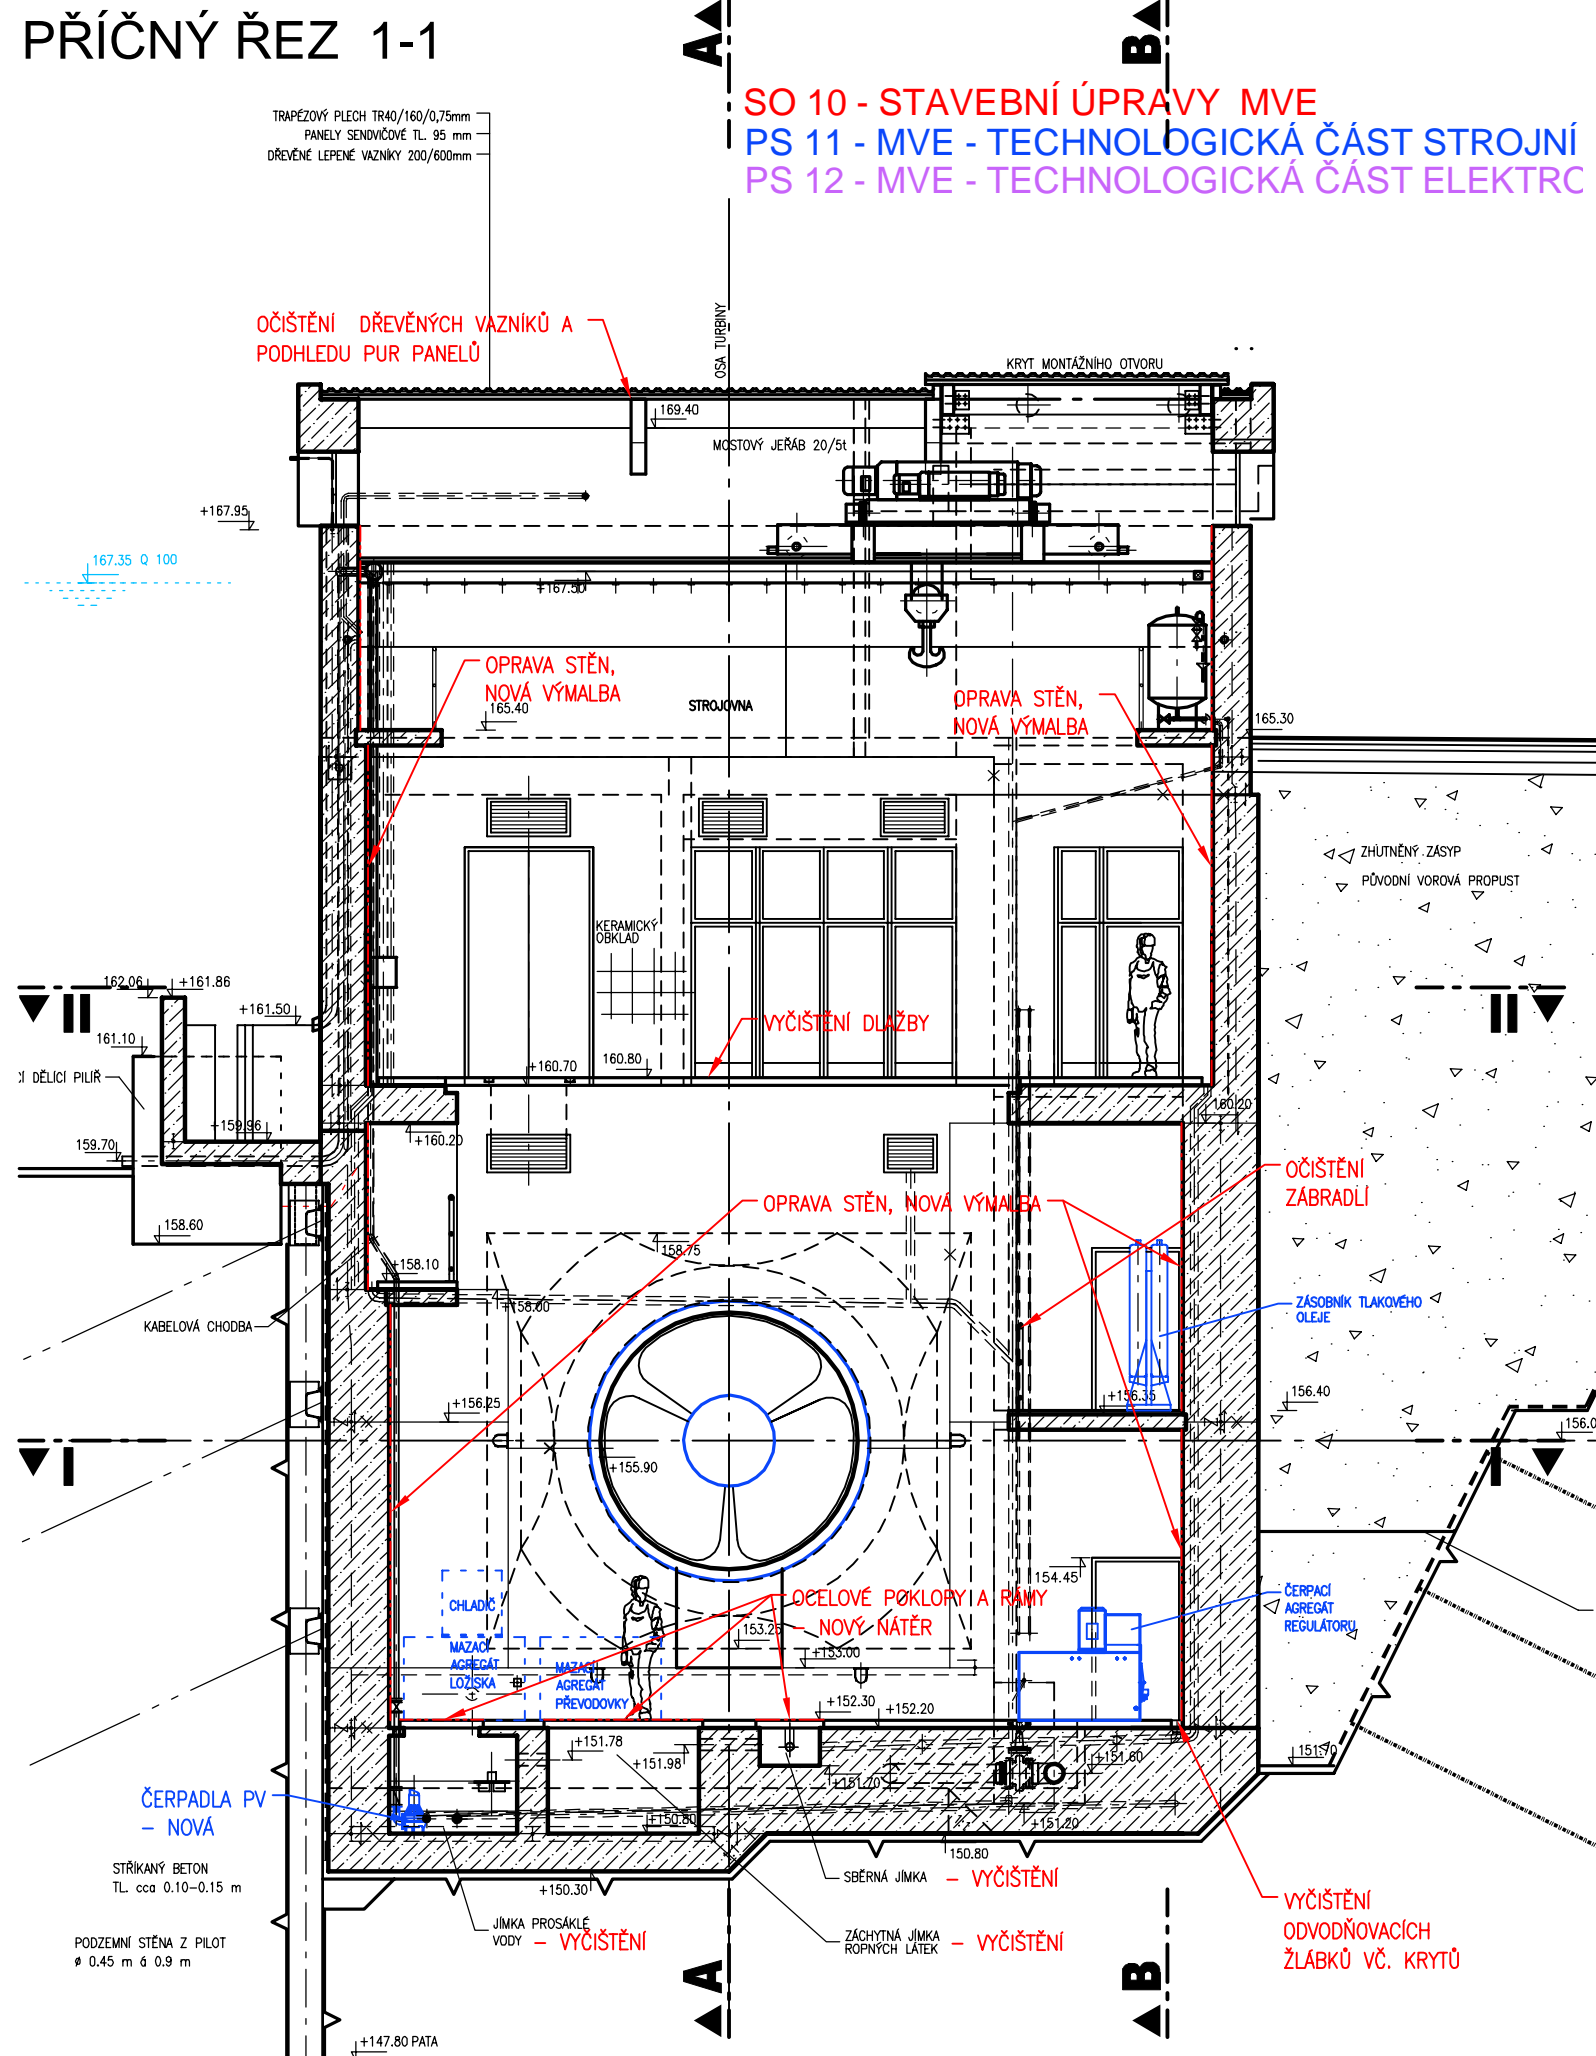 PŘÍČNÝ ŘEZ 1-1
A
B
SO 10 - STAVEBNÍ ÚPRAVY MVE
PS 11 - MVE - TECHNOLOGICKÁ ČÁST STROJNÍ
PS 12 - MVE - TECHNOLOGICKÁ ČÁST ELEKTRO
TRAPÉZOVÝ PLECH TR40/160/0,75mm
PANELY SENDVIČOVÉ TL. 95 mm
DŘEVĚNÉ LEPENÉ VAZNÍKY 200/600mm
OČIŠTĚNÍ DŘEVĚNÝCH VAZNÍKŮ A
PODHLEDU PUR PANELŮ
OSA TURBINY
KRYT MONTÁŽNÍHO OTVORU
169.40
MOSTOVÝ JEŘÁB 20/5t
+167.95
167.35 Q 100
+167.50
OPRAVA STĚN,
NOVÁ VÝMALBA
165.40
STROJOVNA
OPRAVA STĚN,
NOVÁ VÝMALBA
165.30
ZHUTNĚNÝ ZÁSYP
PŮVODNÍ VOROVÁ PROPUST
KERAMICKÝ
OBKLAD
162.06
+161.86
II
II
+161.50
161.10
VYČIŠTĚNÍ DLAŽBY
+160.70
160.80
ČÍ DĚLÍCÍ PILÍŘ
160.20
+159.96
+160.20
159.70
OČIŠTĚNÍ
ZÁBRADLÍ
OPRAVA STĚN, NOVÁ VÝMALBA
158.60
158.75
+158.10
+158.00
ZÁSOBNÍK TLAKOVÉHO
OLEJE
KABELOVÁ CHODBA
+156.25
+156.35
156.40
156.0
I
I
+155.90
154.45
CHLADIČ
OCELOVÉ POKLOPY A RÁMY
- NOVÝ NÁTĚR
ČERPACÍ
AGREGÁT
REGULÁTORU
153.25
+153.00
MAZACÍ
AGREGÁT
LOŽISKA
MAZACÍ
AGREGÁT
PŘEVODOVKY
+152.30
+152.20
+151.78
+151.98
+151.70
+151.60
151.70
ČERPADLA PV
- NOVÁ
+150.80
+151.20
150.80
STŘÍKANÝ BETON
TL. cca 0.10-0.15 m
+150.30
SBĚRNÁ JÍMKA - VYČIŠTĚNÍ
VYČIŠTĚNÍ
ODVODŇOVACÍCH
ŽLÁBKŮ VČ. KRYTŮ
JÍMKA PROSÁKLÉ
VODY - VYČIŠTĚNÍ
ZÁCHYTNÁ JÍMKA
ROPNÝCH LÁTEK - VYČIŠTĚNÍ
PODZEMNÍ STĚNA Z PILOT
ø 0.45 m á 0.9 m
A
B
+147.80 PATA